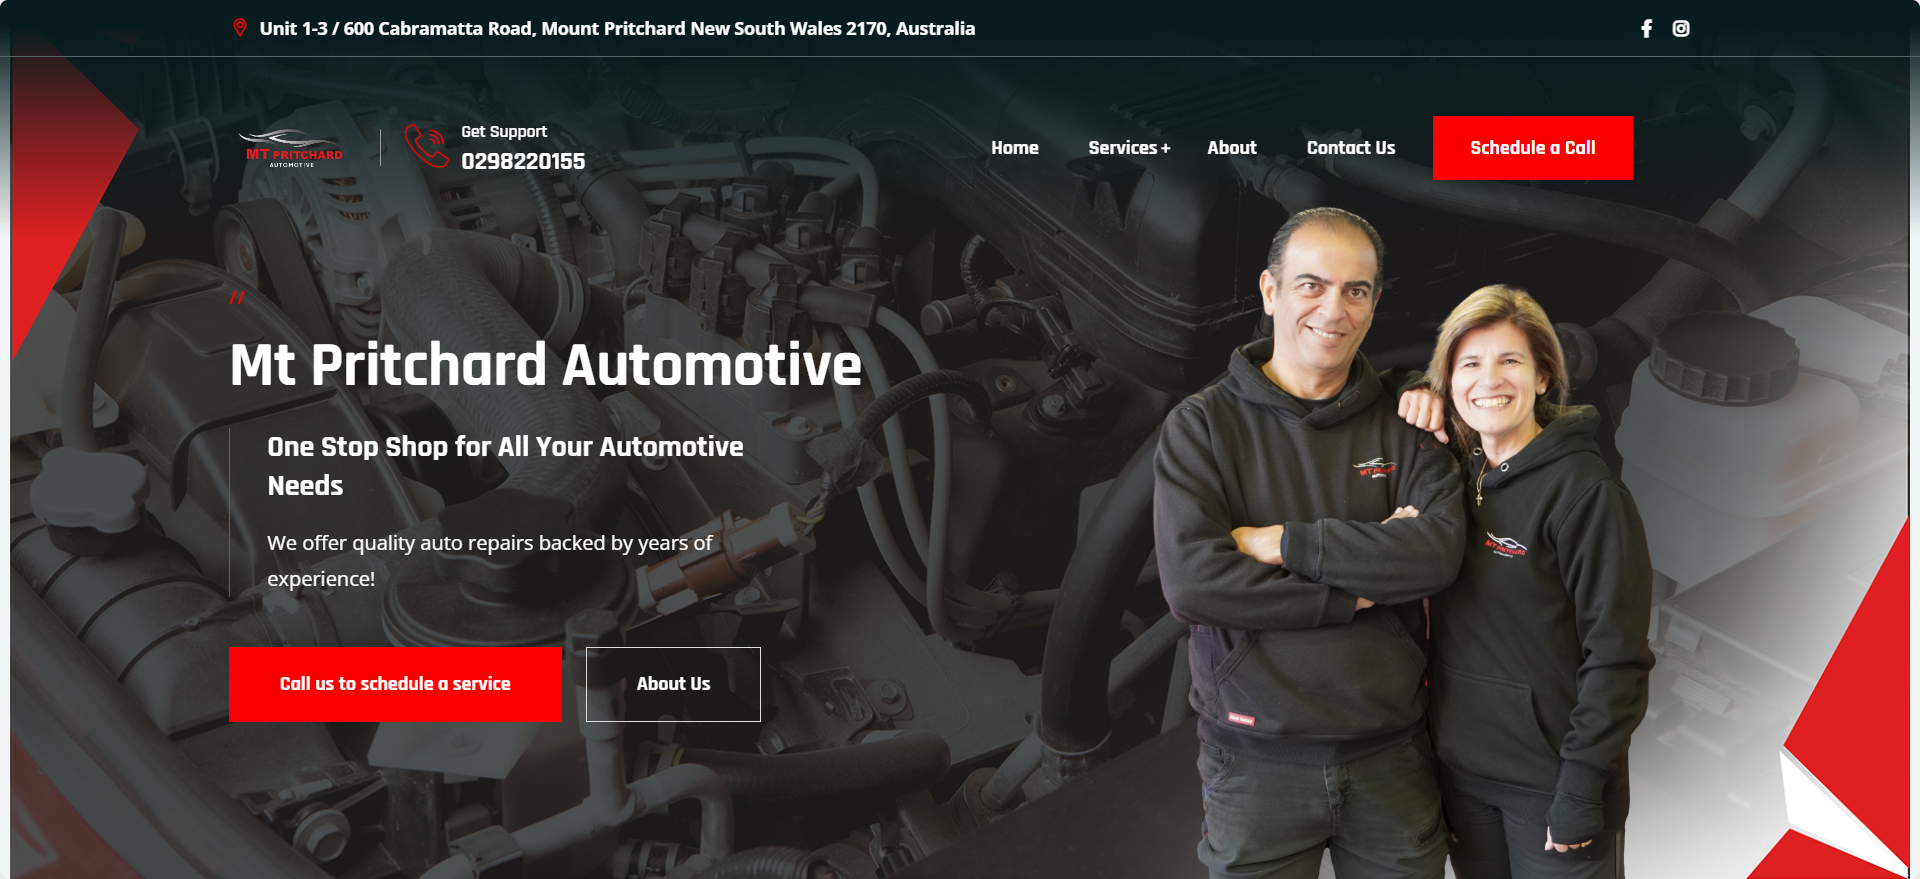 Unit 1-3 / 600 Cabramatta Road, Mount Pritchard New South Wales 2170, Australia
MT PRITCHARD
AUTOMOTIVE
Get Support
0298220155
Home
Services +
About
Contact Us
Schedule a Call
//
Mt Pritchard Automotive
One Stop Shop for All Your Automotive
Needs
We offer quality auto repairs backed by years of
experience!
Call us to schedule a service
About Us
MT PRITCHARD